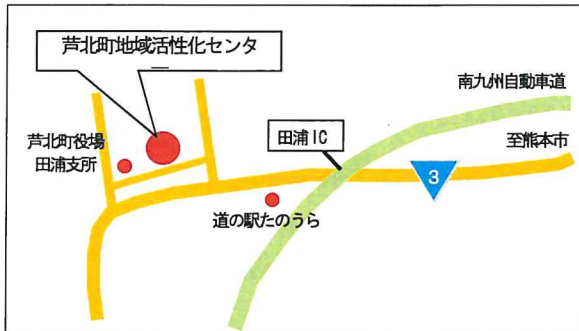 芦北町地域活性化センタ
ー
南九州自動車道
芦北町役場
田浦支所
田浦IC
至熊本市
3
道の駅たのうら